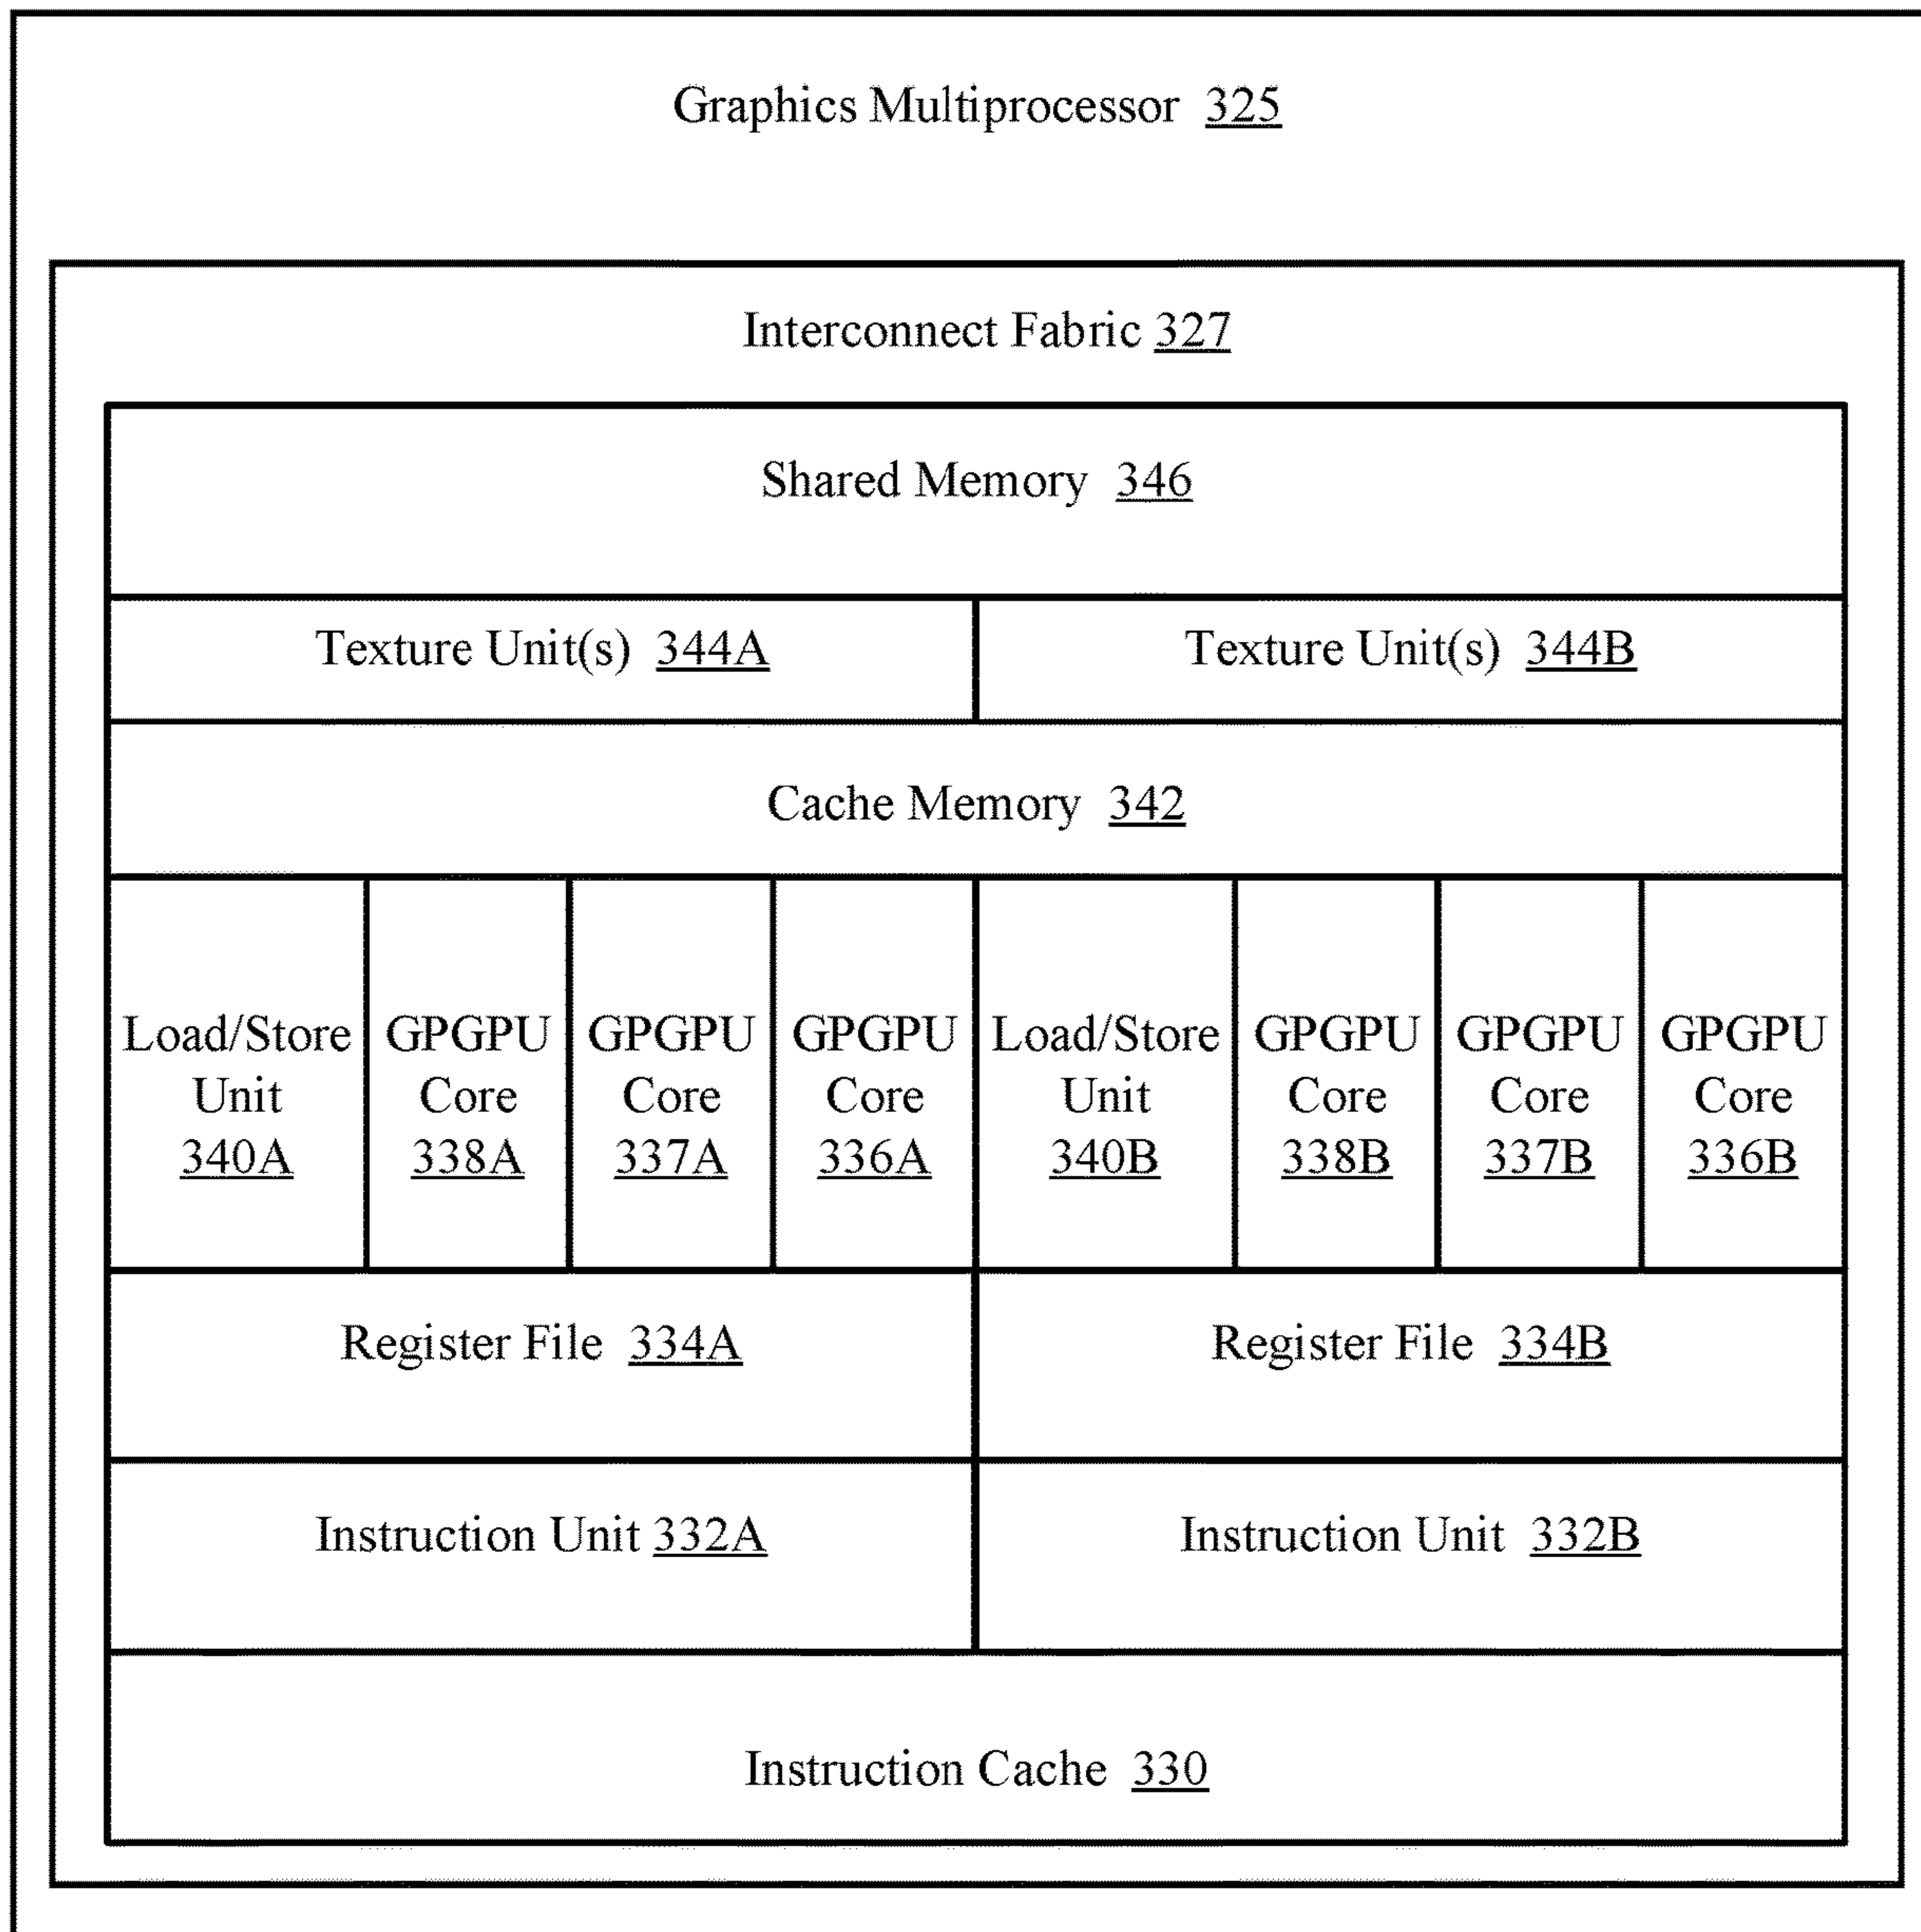 Graphics Multiprocessor 325
Interconnect Fabric 327
Shared Memory 346
Texture Unit(s) 344A
Texture Unit(s) 344B
Cache Memory 342
Load/Store
Unit
340A
GPGPU
Core
338A
GPGPU
Core
337A
GPGPU
Core
336A
Load/Store
Unit
340B
GPGPU
Core
338B
GPGPU
Core
337B
GPGPU
Core
336B
Register File 334A
Register File 334B
Instruction Unit 332A
Instruction Unit 332B
Instruction Cache 330